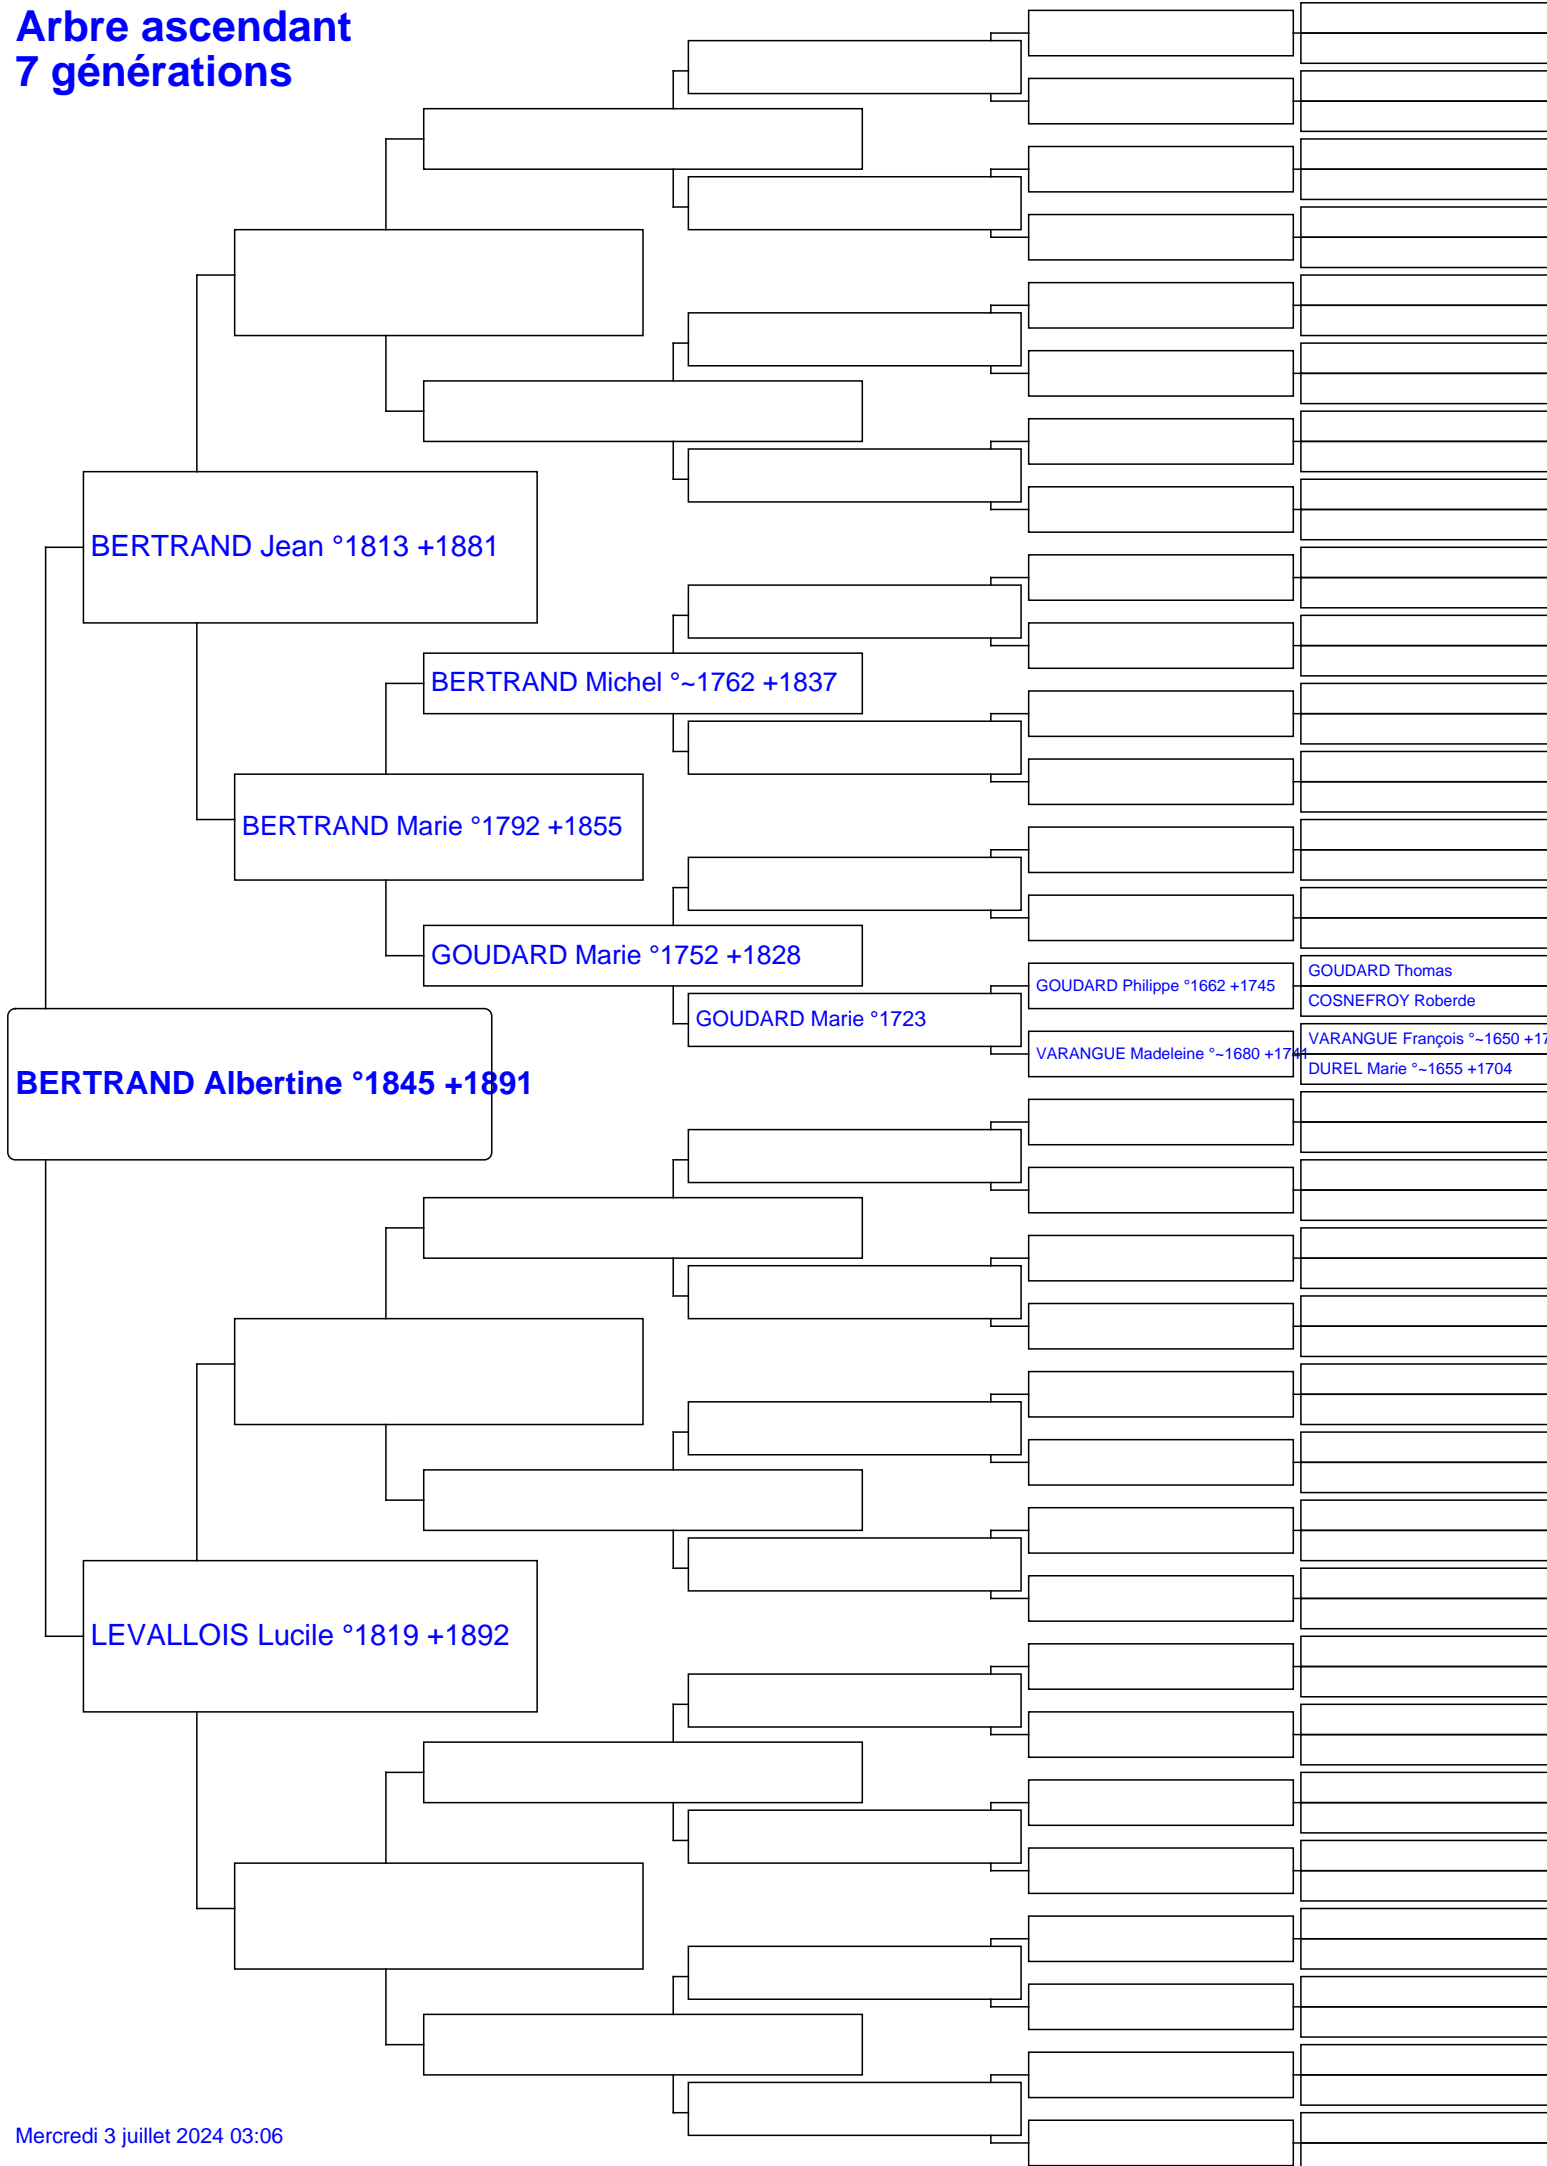 Arbre ascendant
7 générations
BERTRAND Jean °1813 +1881
BERTRAND Michel °~1762 +1837
BERTRAND Marie °1792 +1855
GOUDARD Marie °1752 +1828
GOUDARD Thomas
GOUDARD Philippe °1662 +1745
COSNEFROY Roberde
GOUDARD Marie °1723
VARANGUE François °~1650 +17
VARANGUE Madeleine °~1680 +1741
DUREL Marie °~1655 +1704
BERTRAND Albertine °1845 +1891
LEVALLOIS Lucile °1819 +1892
Mercredi 3 juillet 2024 03:06